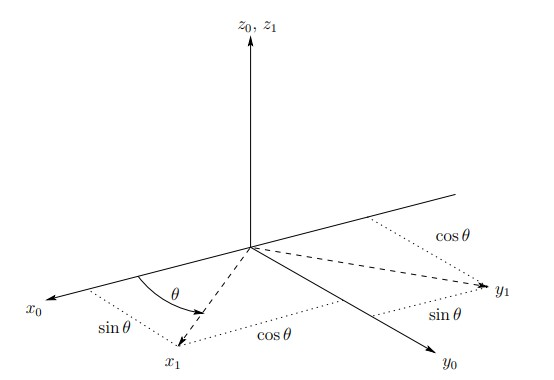 z₀, z₁
cos θ
θ
y₁
x₀
sin θ
sin θ
cos θ
x₁
y₀